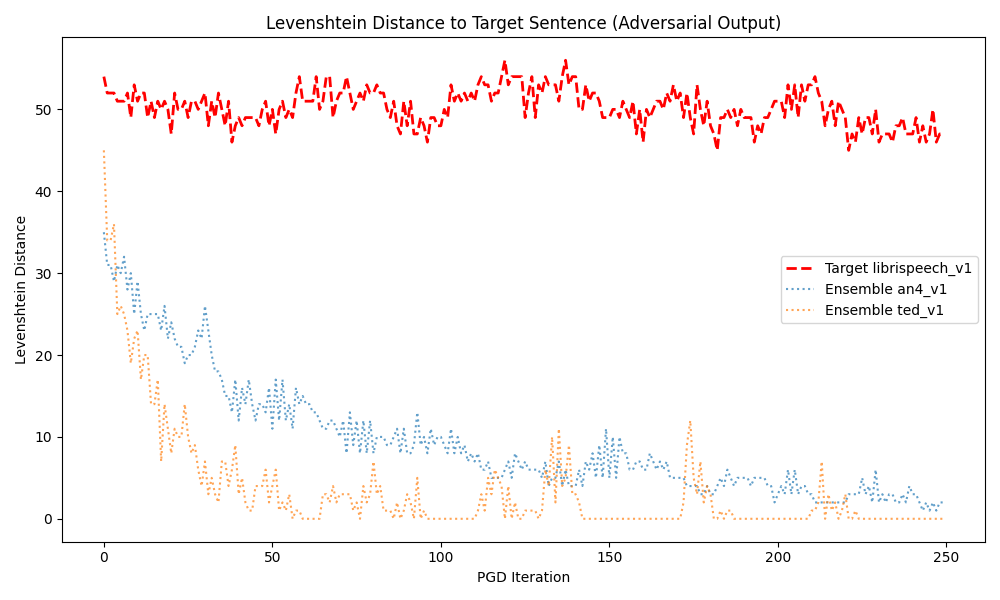 Levenshtein Distance to Target Sentence (Adversarial Output)
Levenshtein Distance
50
40
30
20
10
0
Target librispeech_v1
Ensemble an4_v1
Ensemble ted_v1
0 50 100 150 200 250
PGD Iteration